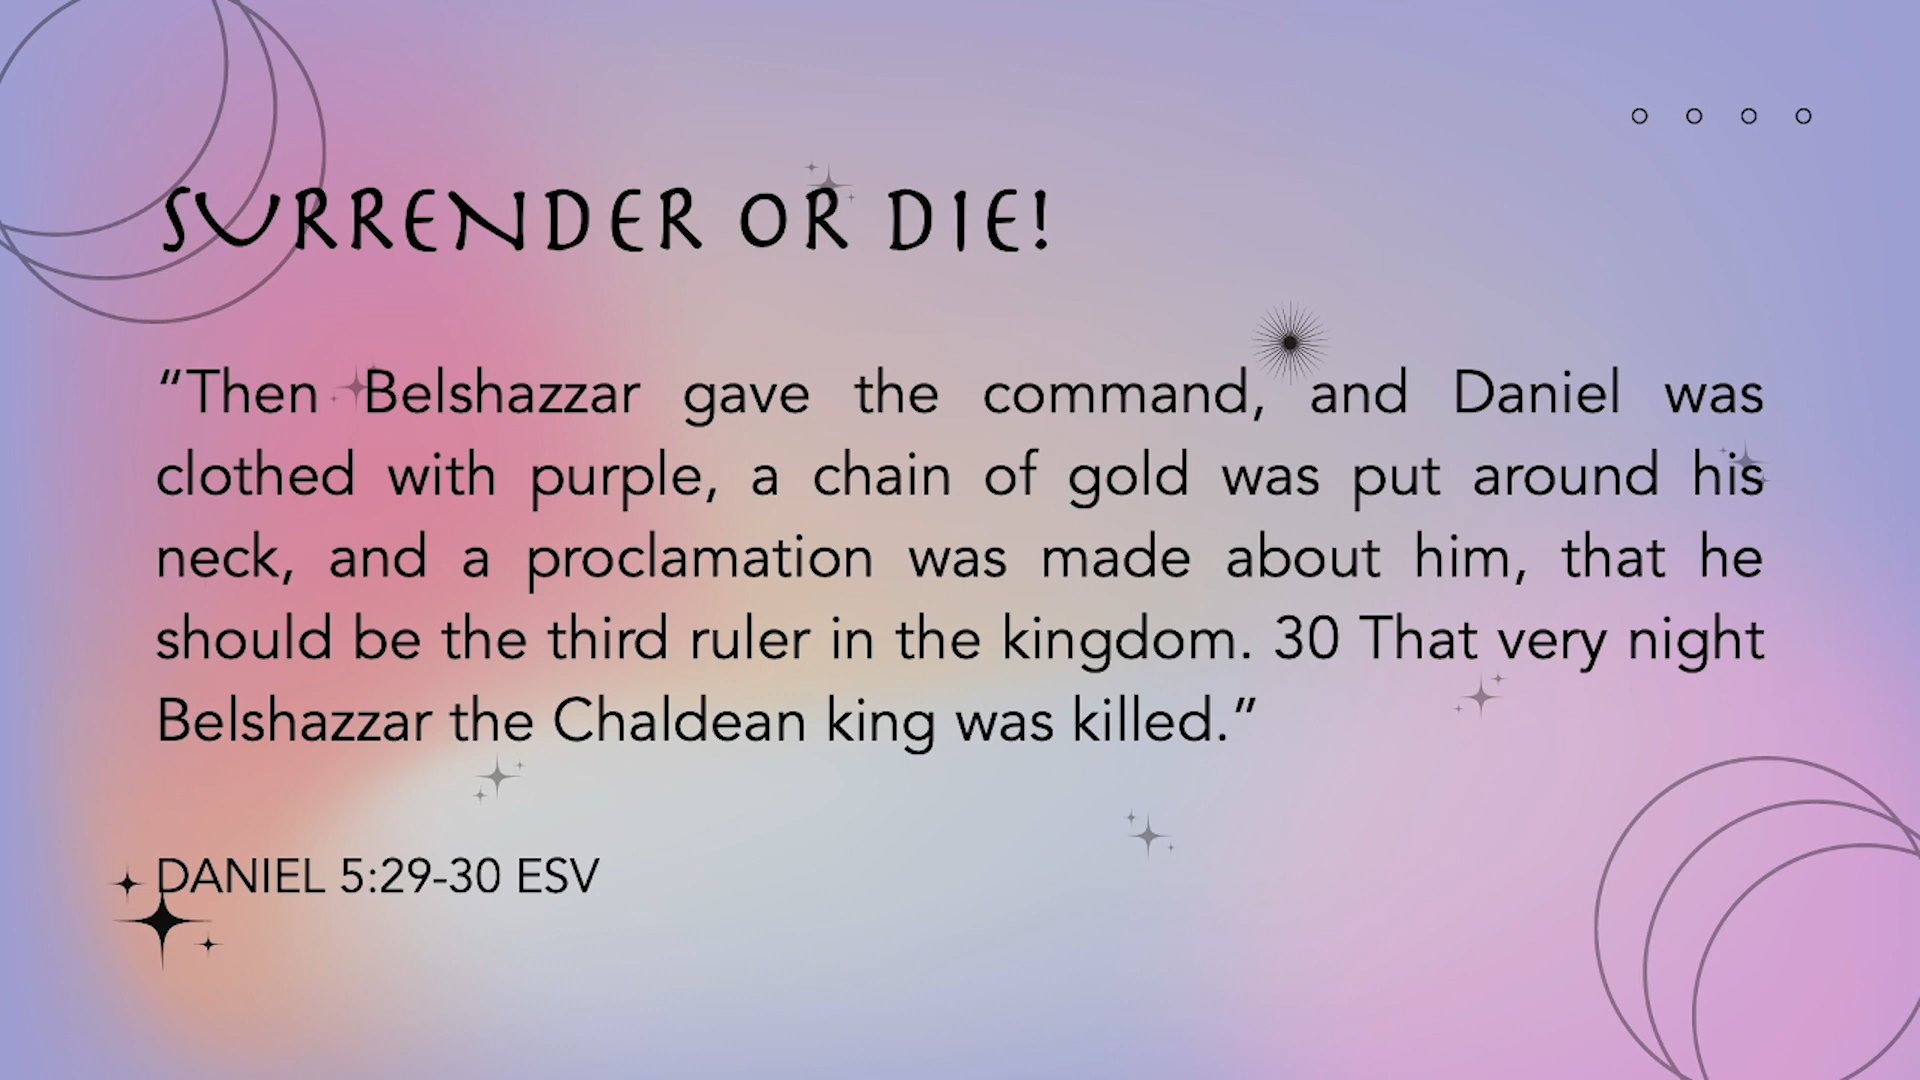 SURRENDER OR DIE!
“Then Belshazzar gave the command, and Daniel was
clothed with purple, a chain of gold was put around his
neck, and a proclamation was made about him, that he
should be the third ruler in the kingdom. 30 That very night
Belshazzar the Chaldean king was killed.”
DANIEL 5:29-30 ESV